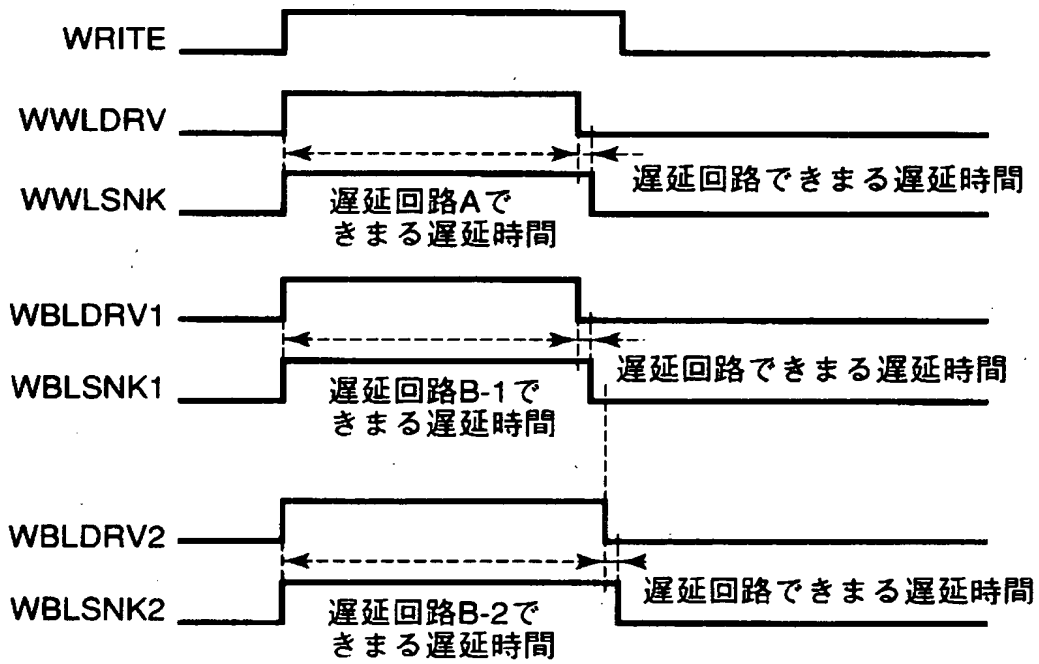 WRITE
WWLDRV
遅延回路できまる遅延時間
WWLSNK
遅延回路Aで
きまる遅延時間
WBLDRV1
遅延回路できまる遅延時間
WBLSNK1
遅延回路B-1で
きまる遅延時間
WBLDRV2
遅延回路できまる遅延時間
WBLSNK2
遅延回路B-2で
きまる遅延時間